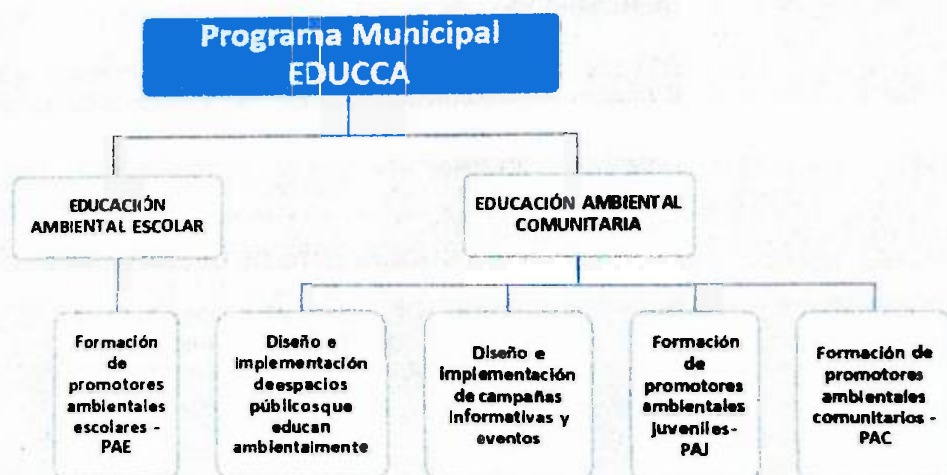 Programa Municipal
EDUCCA
EDUCACIÓN
AMBIENTAL ESCOLAR
EDUCACIÓN AMBIENTAL
COMUNITARIA
Formación
de
promotores
ambientales
escolares -
PAE
Diseño e
implementación
deespacios
públicosque
educan
ambientalmente
Diseño e
implementación
de campañas
informativas y
eventos
Formación
de
promotores
ambientales
juveniles-
PAJ
Formación de
promotores
ambientales
comunitarios -
PAC